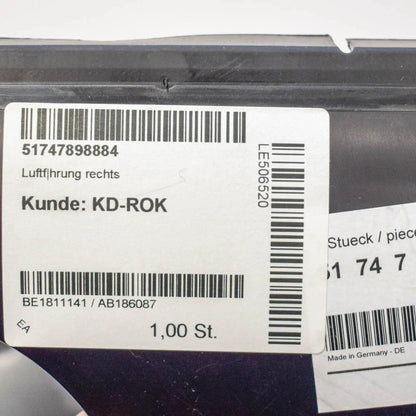 51747898884
Luftf|hrung rechts
Kunde: KD-ROK
LE506520
BE1811141 / AB186087
EA
1,00 St.
Stueck / piece
51 74 7
Made in Germany - DE